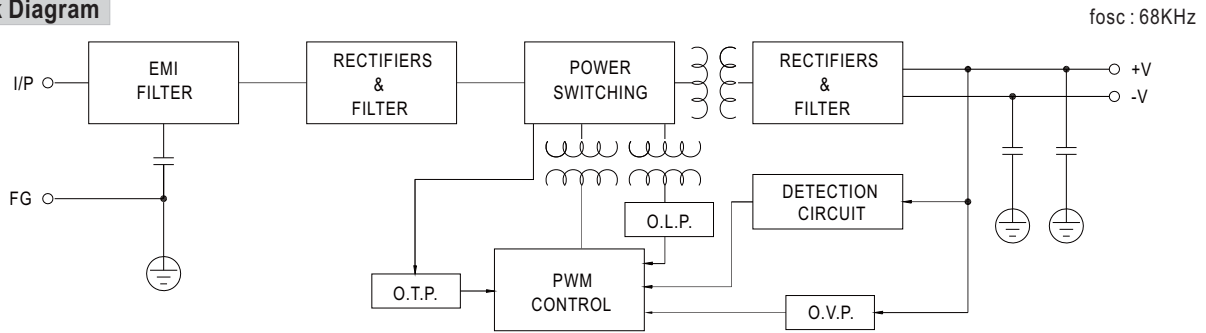 Diagram
fosc : 68KHz
I/P
EMI
FILTER
RECTIFIERS
&
FILTER
POWER
SWITCHING
RECTIFIERS
&
FILTER
+V
-V
FG
DETECTION
CIRCUIT
O.L.P.
O.T.P.
PWM
CONTROL
O.V.P.